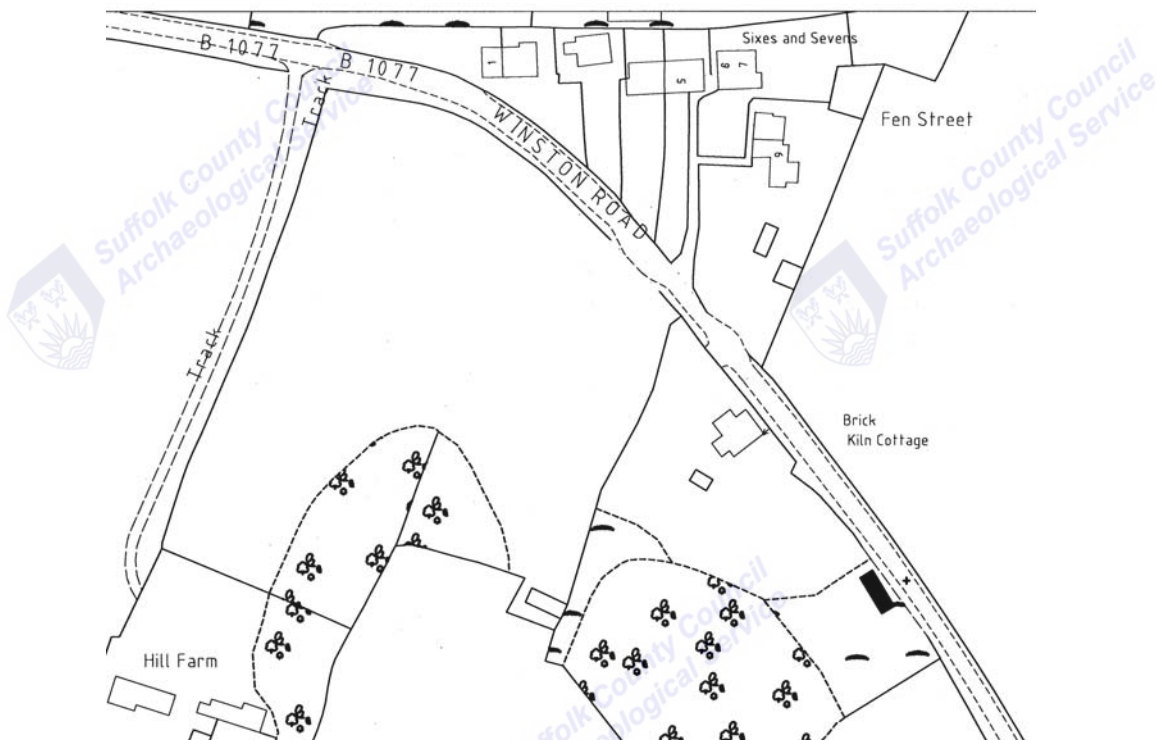 Sixes and Sevens
B 1077
B 1077
1
5
6
7
Track
WINSTON ROAD
Fen Street
9
Track
Brick
Kiln Cottage
Hill Farm
Suffolk County Council
Archaeological Service
Suffolk County Council
Archaeological Service
Suffolk County Council
Archaeological Service